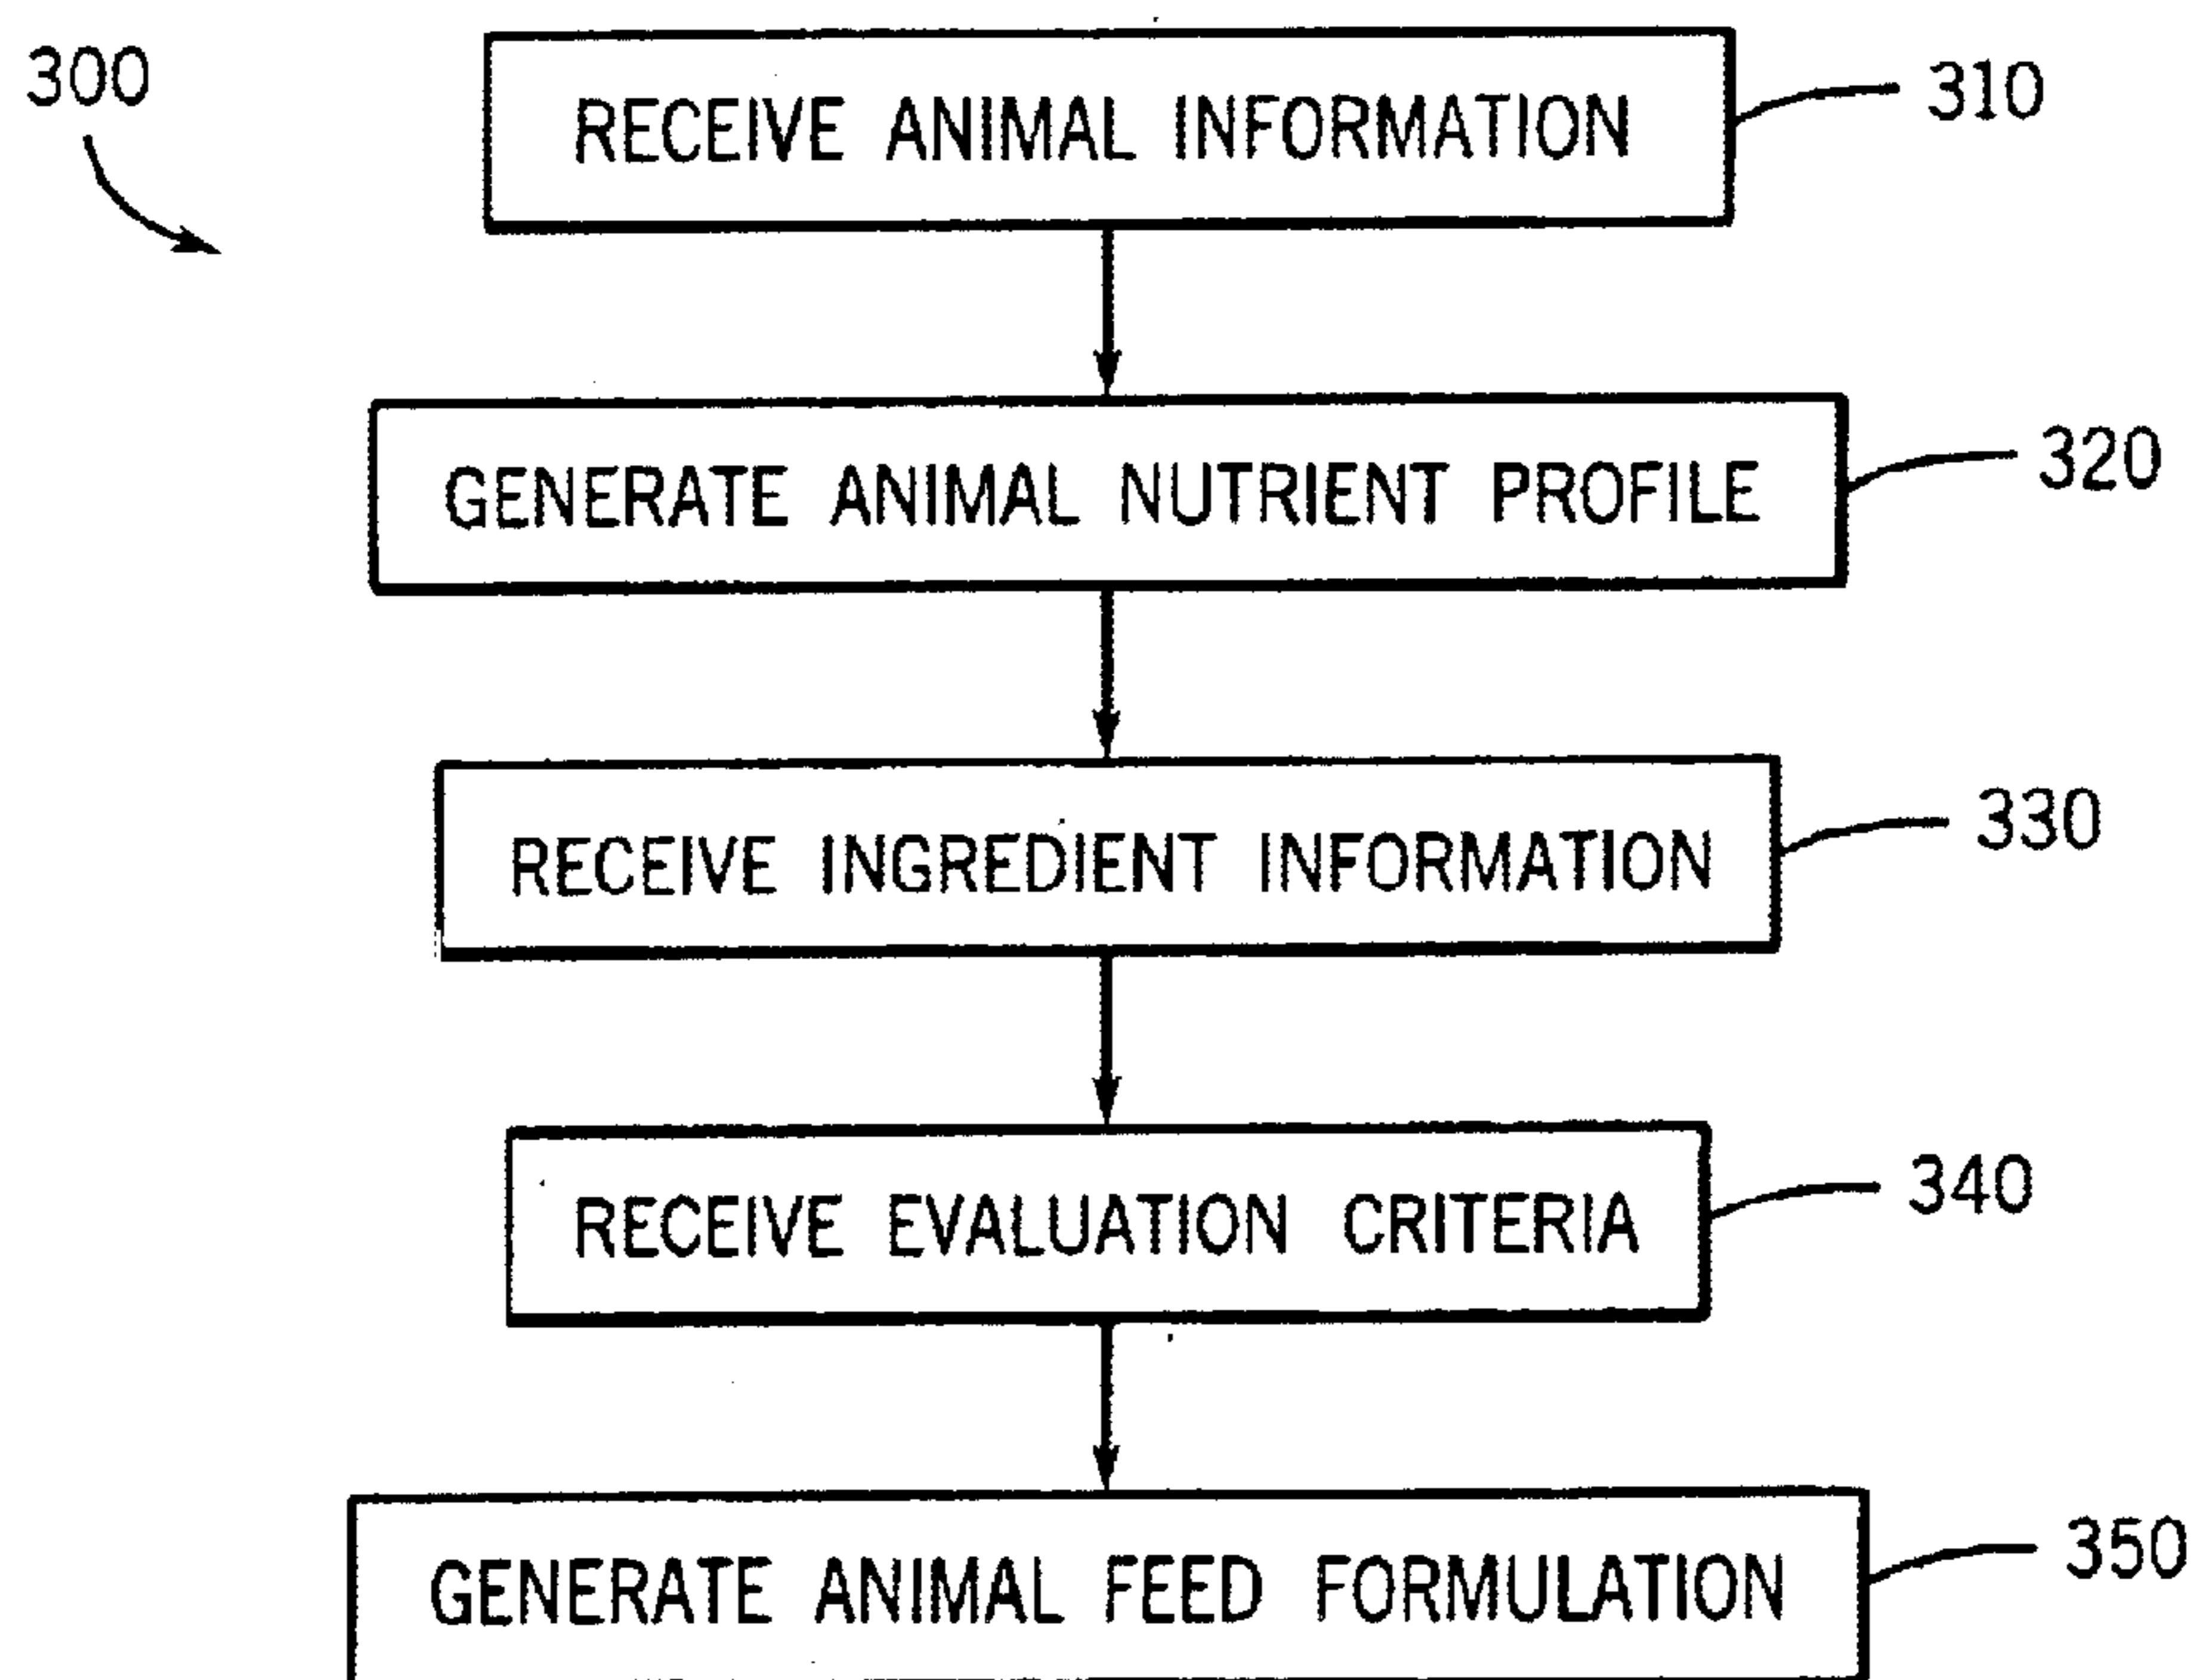 300
RECEIVE ANIMAL INFORMATION
310
GENERATE ANIMAL NUTRIENT PROFILE
320
RECEIVE INGREDIENT INFORMATION
330
RECEIVE EVALUATION CRITERIA
340
GENERATE ANIMAL FEED FORMULATION
350